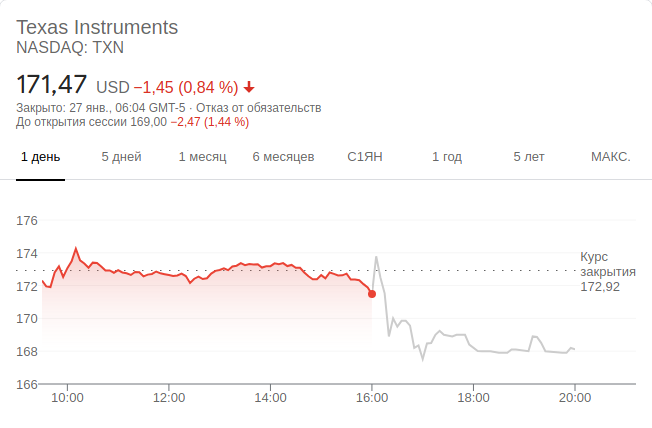 Texas Instruments
NASDAQ: TXN
171,47 USD −1,45 (0,84 %)
Закрыто: 27 янв., 06:04 GMT-5 · Отказ от обязательств
До открытия сессии 169,00 −2,47 (1,44 %)
1 день 5 дней 1 месяц 6 месяцев С1ЯН 1 год 5 лет МАКС.
176
174
172
170
168
166
Курс
закрытия
172,92
10:00 12:00 14:00 16:00 18:00 20:00